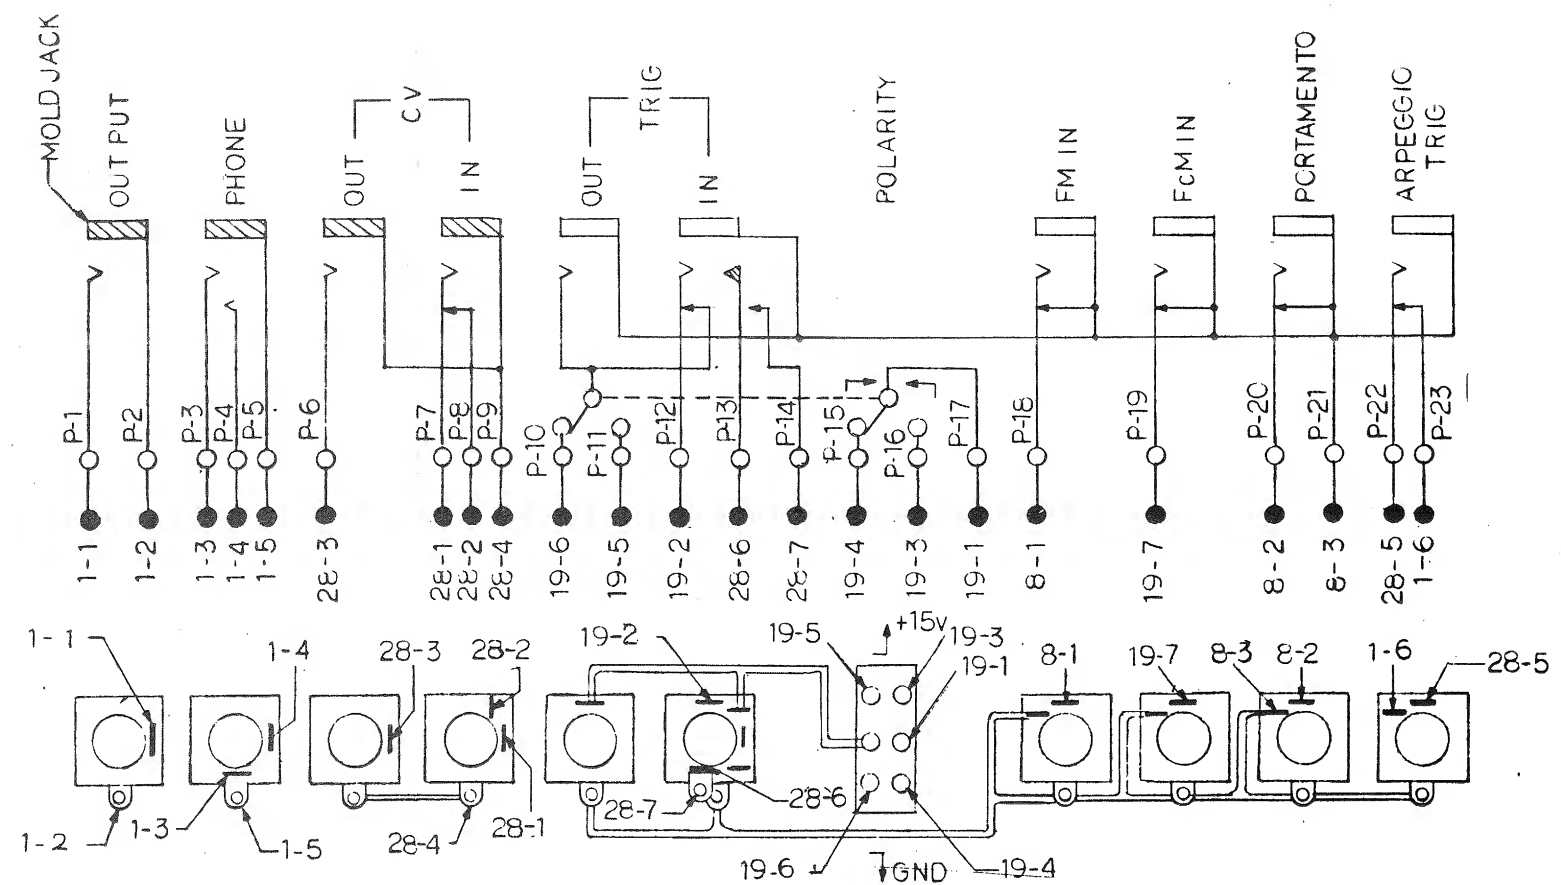 MOLD JACK
OUTPUT
PHONE
CV
OUT
IN
TRIG
OUT
IN
POLARITY
FM IN
FcM IN
PCRTAMENTO
ARPEGGIO
TRIG
P-1
P-2
P-3
P-4
P-5
P-6
P-7
P-8
P-9
P-10
P-11
P-12
P-13
P-14
P-15
P-16
P-17
P-18
P-19
P-20
P-21
P-22
P-23
1-1
1-2
1-3
1-4
1-5
28-3
28-1
28-2
28-4
19-6
19-5
19-2
28-6
28-7
19-4
19-3
19-1
8-1
19-7
8-2
8-3
28-5
1-6
1-1
1-4
28-3
28-2
19-2
19-5
+15v
19-3
19-1
8-1
19-7
8-3
8-2
1-6
28-5
1-2
1-3
1-5
28-4
28-1
28-7
28-6
19-6
GND
19-4